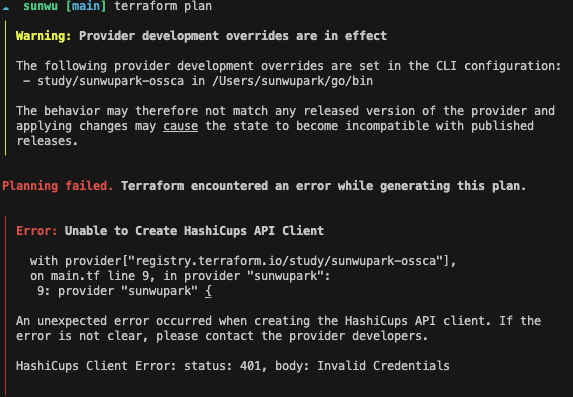 sunwu [main] terraform plan
Warning: Provider development overrides are in effect
The following provider development overrides are set in the CLI configuration:
- study/sunwupark-ossca in /Users/sunwupark/go/bin
The behavior may therefore not match any released version of the provider and
applying changes may cause the state to become incompatible with published
releases.
Planning failed. Terraform encountered an error while generating this plan.
Error: Unable to Create HashiCups API Client
with provider["registry.terraform.io/study/sunwupark-ossca"],
on main.tf line 9, in provider "sunwupark":
9: provider "sunwupark" {
An unexpected error occurred when creating the HashiCups API client. If the
error is not clear, please contact the provider developers.
HashiCups Client Error: status: 401, body: Invalid Credentials